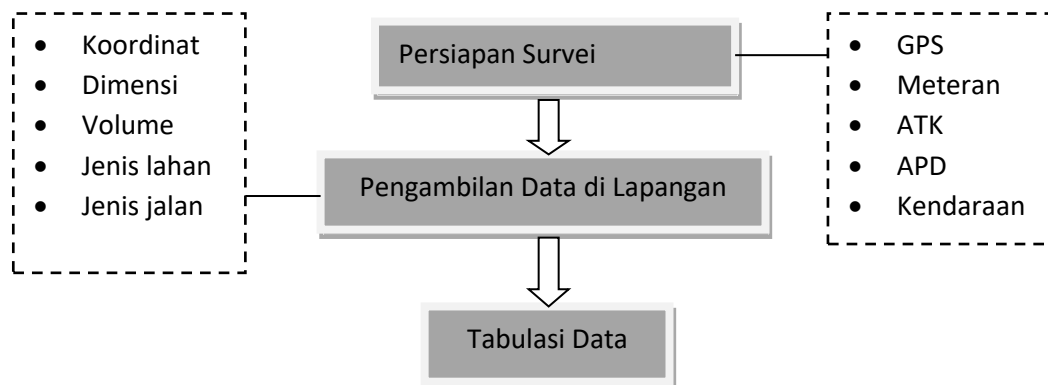 • Koordinat
• Dimensi
• Volume
• Jenis lahan
• Jenis jalan
Persiapan Survei
• GPS
• Meteran
• ATK
• APD
• Kendaraan
Pengambilan Data di Lapangan
Tabulasi Data